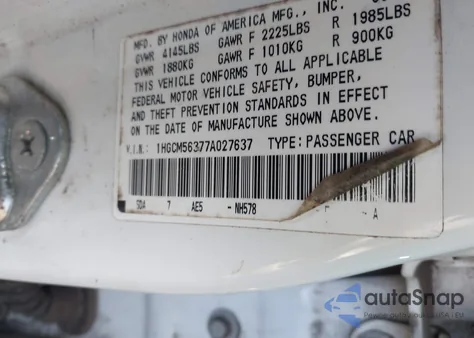 MFD. BY HONDA OF AMERICA MFG., INC.
GVWR 4145LBS GAWR F 2225LBS R 1985LBS
GVWR 1880KG GAWR F 1010KG R 900KG
THIS VEHICLE CONFORMS TO ALL APPLICABLE
FEDERAL MOTOR VEHICLE SAFETY, BUMPER,
AND THEFT PREVENTION STANDARDS IN EFFECT
ON THE DATE OF MANUFACTURE SHOWN ABOVE.
V.I.N.: 1HGCM56377A027637 TYPE:PASSENGER CAR
SDA 7 AE5 -NH578 - A
autoSnap